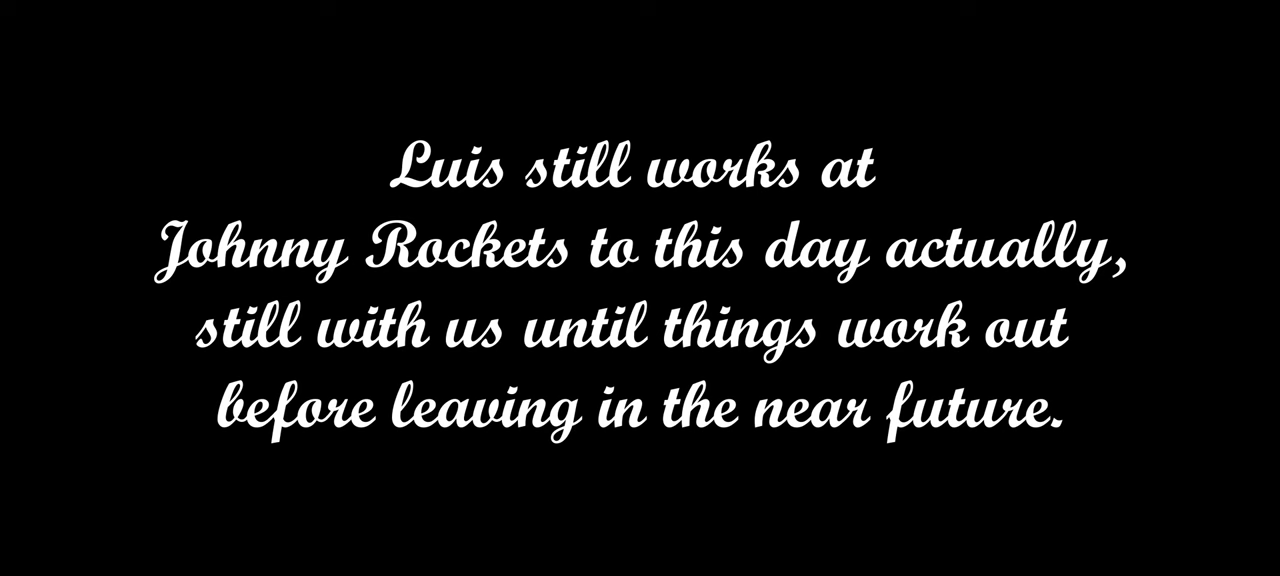 Luis still works at
Johnny Rockets to this day actually,
still with us until things work out
before leaving in the near future.